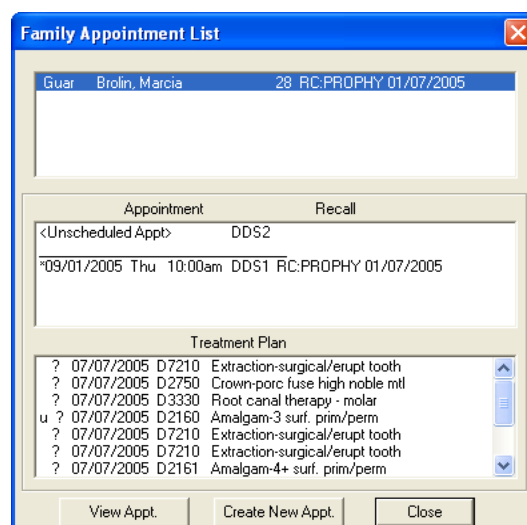 Family Appointment List
Guar Brolin, Marcia 28 RC:PROPHY 01/07/2005
Appointment Recall
<Unscheduled Appt> DDS2
*09/01/2005 Thu 10:00am DDS1 RC:PROPHY 01/07/2005
Treatment Plan
? 07/07/2005 D7210 Extraction-surgical/erupt tooth
? 07/07/2005 D2750 Crown-porc fuse high noble mtl
? 07/07/2005 D3330 Root canal therapy - molar
u ? 07/07/2005 D2160 Amalgam-3 surf. prim/perm
? 07/07/2005 D7210 Extraction-surgical/erupt tooth
? 07/07/2005 D7210 Extraction-surgical/erupt tooth
? 07/07/2005 D2161 Amalgam-4+ surf. prim/perm
View Appt. Create New Appt. Close